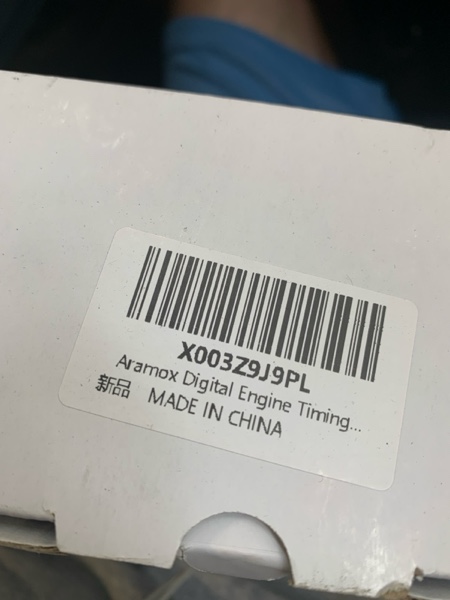 X003Z9J9PL
Aramox Digital Engine Timing...
新品 MADE IN CHINA